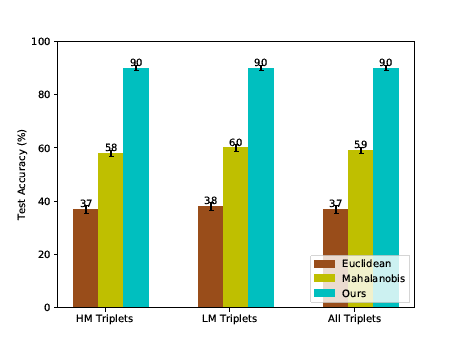 100
80
60
40
20
0
Test Accuracy (%)
37
58
90
38
60
90
37
59
90
HM Triplets
LM Triplets
All Triplets
Euclidean
Mahalanobis
Ours